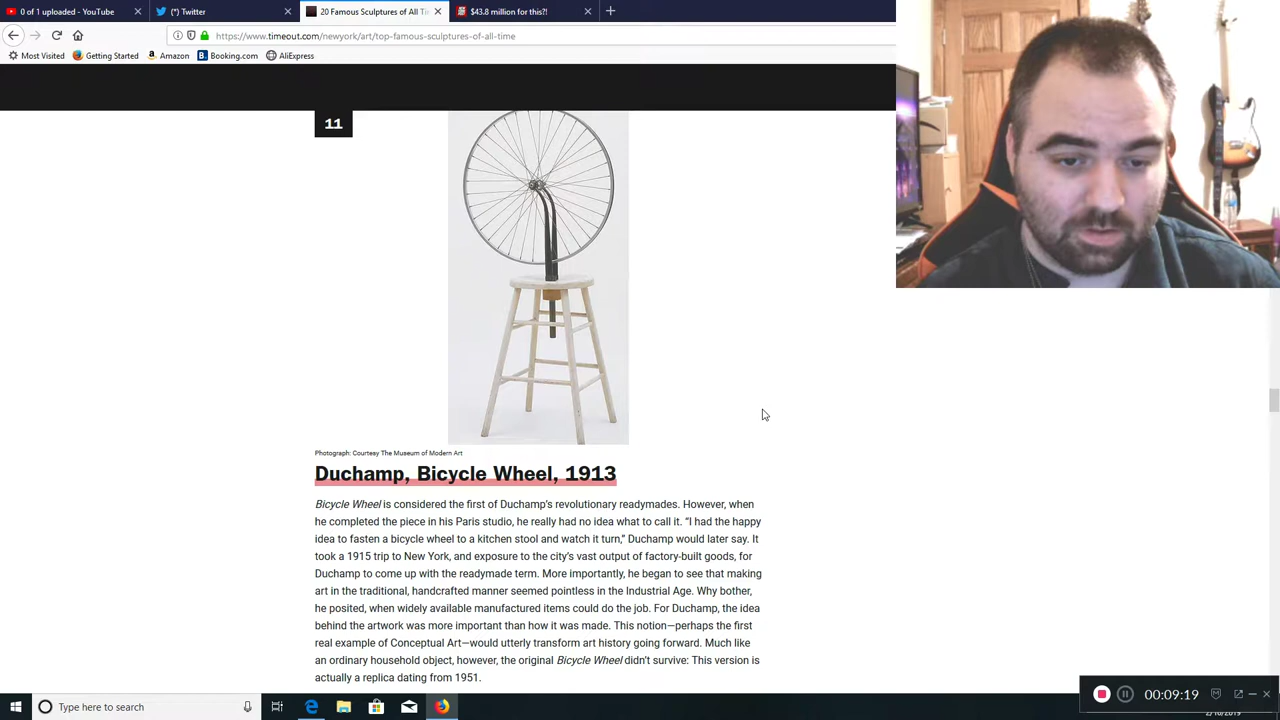 0 of 1 uploaded - YouTube
(*) Twitter
20 Famous Sculptures of All Ti
$43.8 million for this?!
https://www.timeout.com/newyork/art/top-famous-sculptures-of-all-time
Most Visited Getting Started Amazon Booking.com AliExpress
11
Photograph: Courtesy The Museum of Modern Art
Duchamp, Bicycle Wheel, 1913
Bicycle Wheel is considered the first of Duchamp's revolutionary readymades. However, when
he completed the piece in his Paris studio, he really had no idea what to call it. “I had the happy
idea to fasten a bicycle wheel to a kitchen stool and watch it turn,” Duchamp would later say. It
took a 1915 trip to New York, and exposure to the city's vast output of factory-built goods, for
Duchamp to come up with the readymade term. More importantly, he began to see that making
art in the traditional, handcrafted manner seemed pointless in the Industrial Age. Why bother,
he posited, when widely available manufactured items could do the job. For Duchamp, the idea
behind the artwork was more important than how it was made. This notion—perhaps the first
real example of Conceptual Art—would utterly transform art history going forward. Much like
an ordinary household object, however, the original Bicycle Wheel didn't survive: This version is
actually a replica dating from 1951.
Type here to search
00:09:19